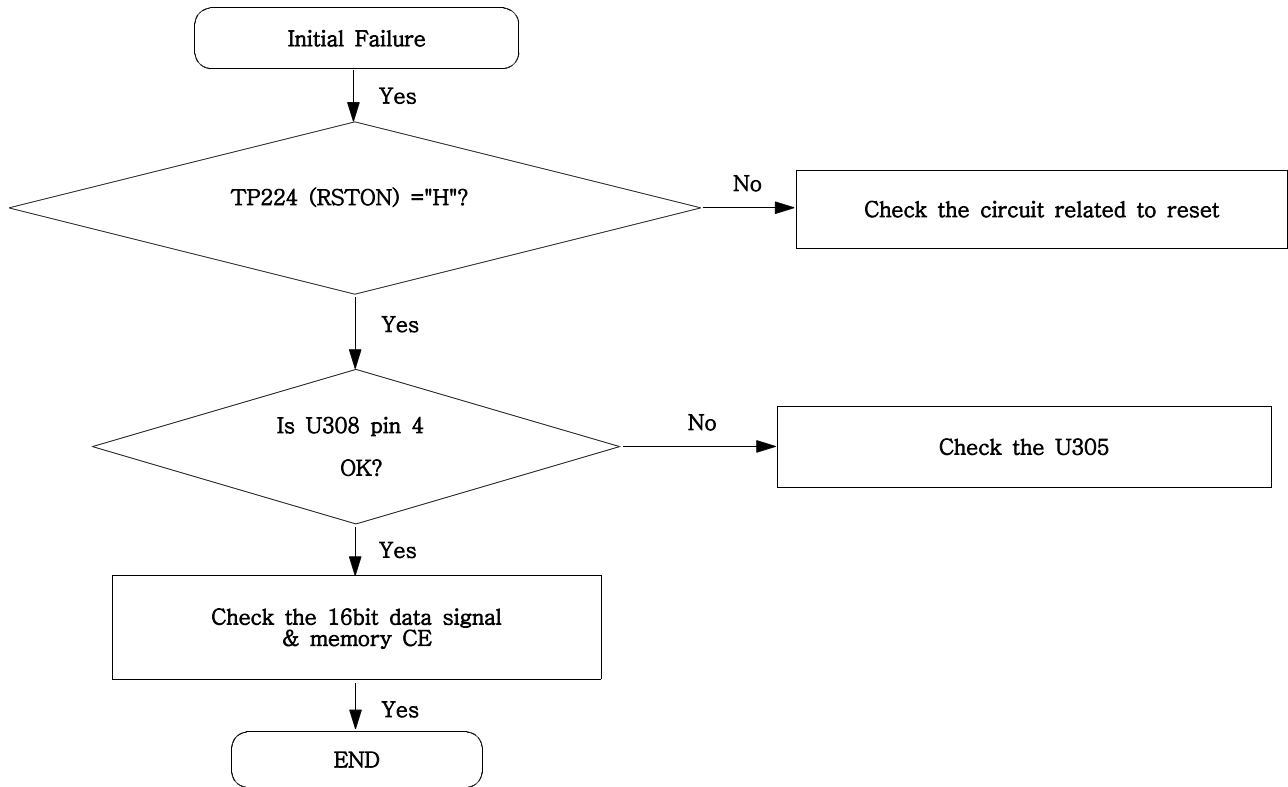 Initial Failure
Yes
TP224 (RSTON) ="H"?
No
Check the circuit related to reset
Yes
Is U308 pin 4
OK?
No
Check the U305
Yes
Check the 16bit data signal
& memory CE
Yes
END